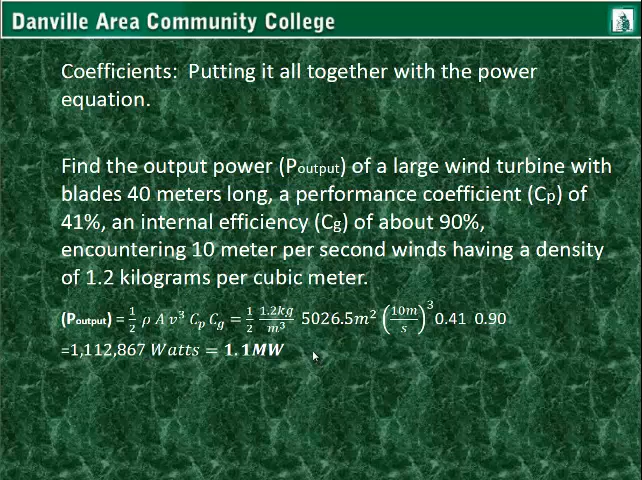 Danville Area Community College
Coefficients:  Putting it all together with the power
equation.
Find the output power (Poutput) of a large wind turbine with
blades 40 meters long, a performance coefficient (Cp) of
41%, an internal efficiency (Cg) of about 90%,
encountering 10 meter per second winds having a density
of 1.2 kilograms per cubic meter.
(Poutput) = 1/2 ρ A v³ Cₚ C_g = 1/2 1.2kg/m³ 5026.5m² (10m/s)³ 0.41 0.90
=1,112,867 Watts = 1.1MW